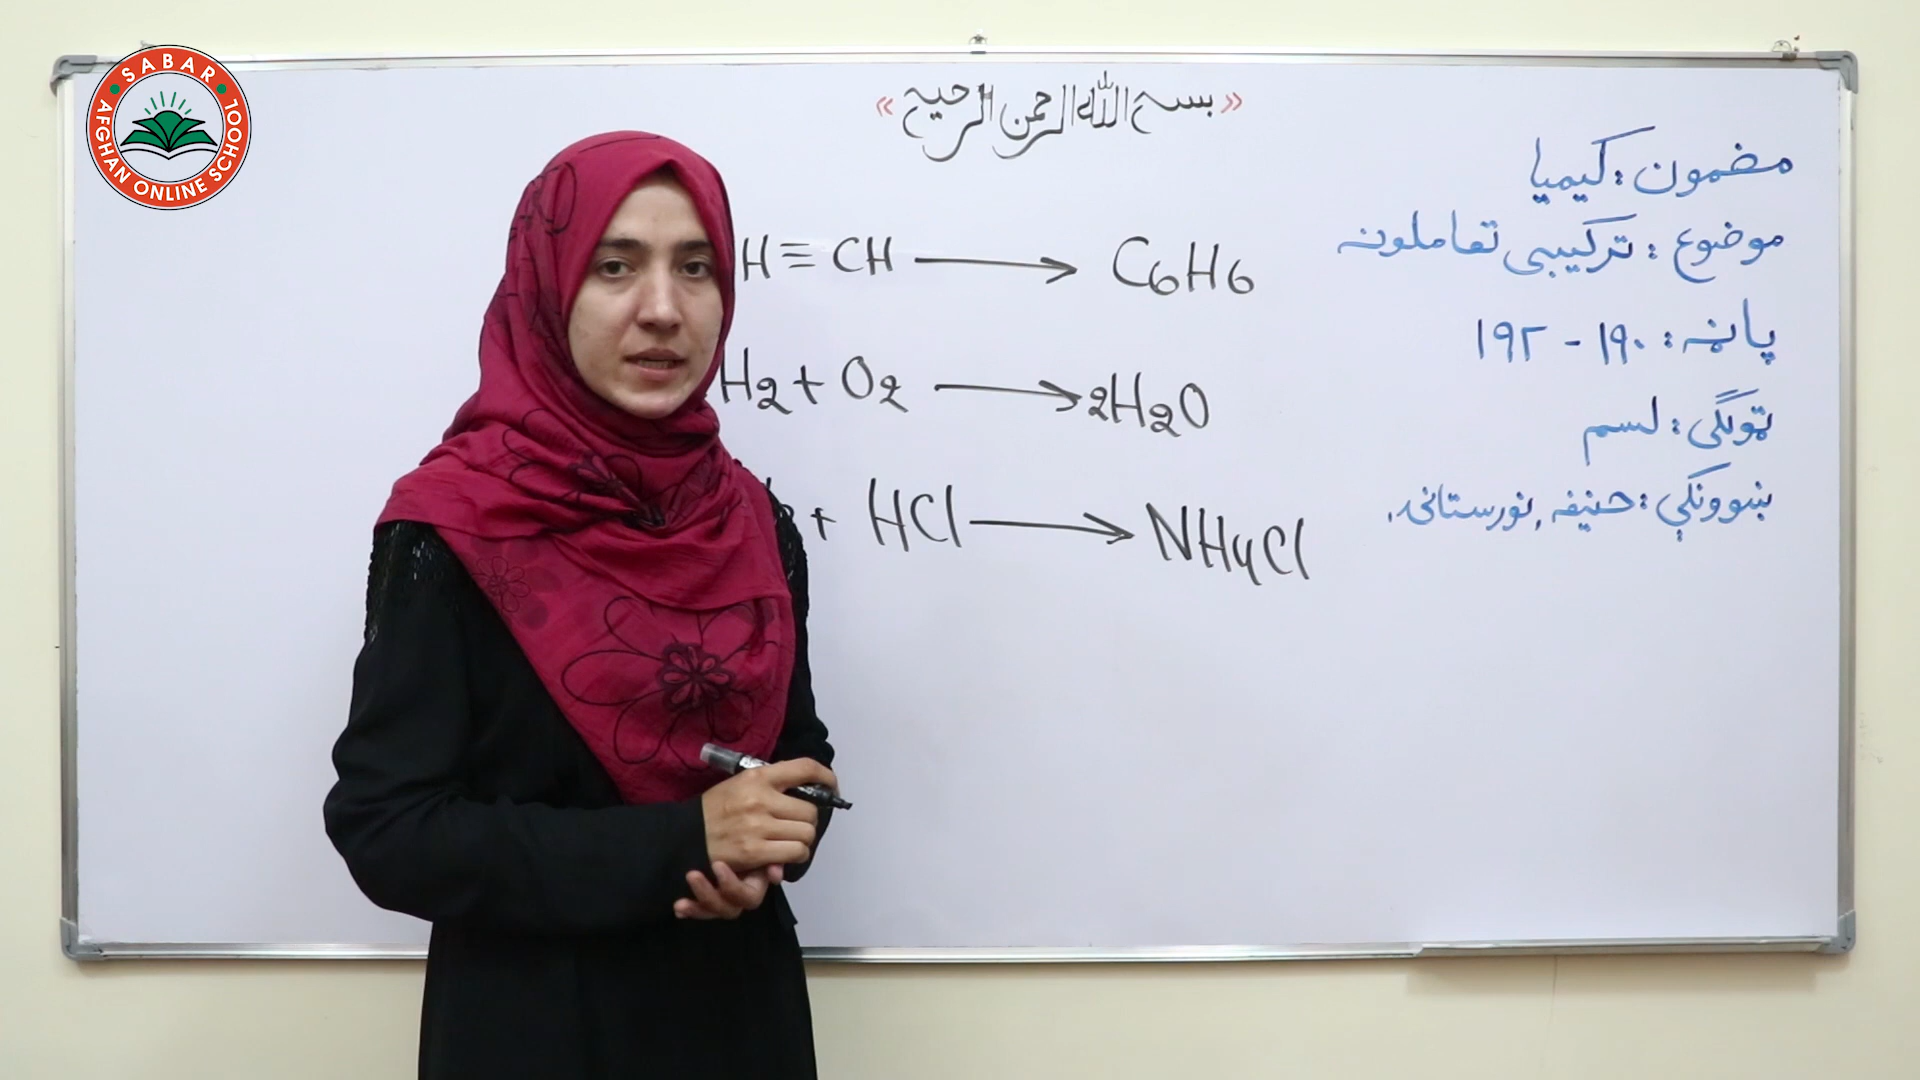 SABAR
AFGHAN ONLINE SCHOOL
«بسم الله الرحمن الرحیم»
مضمون: کیمیا
موضوع: ترکیبي تعاملونه
پاڼه: ۱۹۰ - ۱۹۲
ټولګی: لسم
ښوونکې: حنیفه نورستانۍ
H≡CH ⟶ C6H6
H2 + O2 ⟶ 2H2O
+ HCl ⟶ NH4Cl